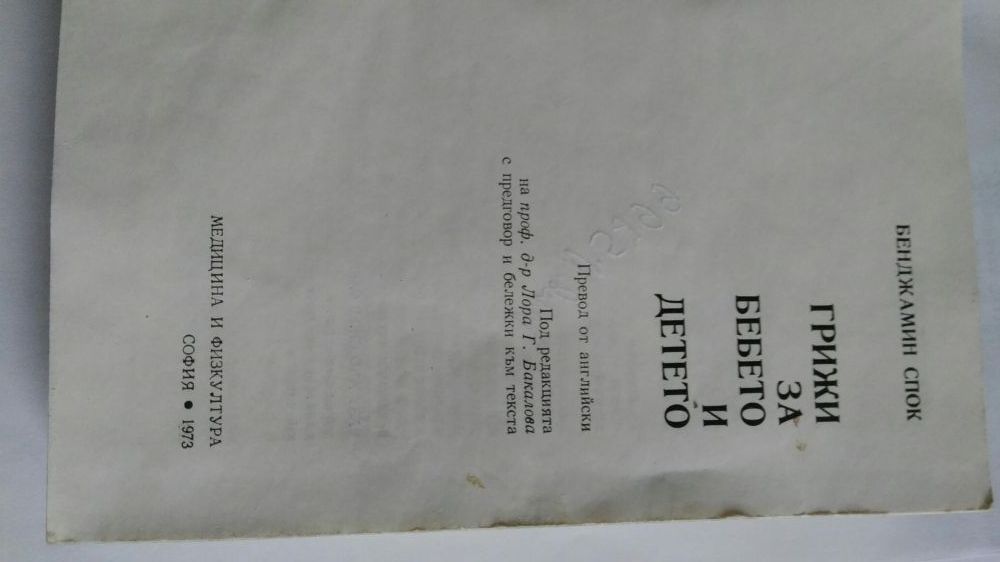 БЕНДЖАМИН СПОК
ГРИЖИ
ЗА
БЕБЕТО
И
ДЕТЕТО
Превод от английски
Под редакцията
на проф. д-р Лора Г. Бакалова
с предговор и бележки към текста
МЕДИЦИНА И ФИЗКУЛТУРА
СОФИЯ • 1973